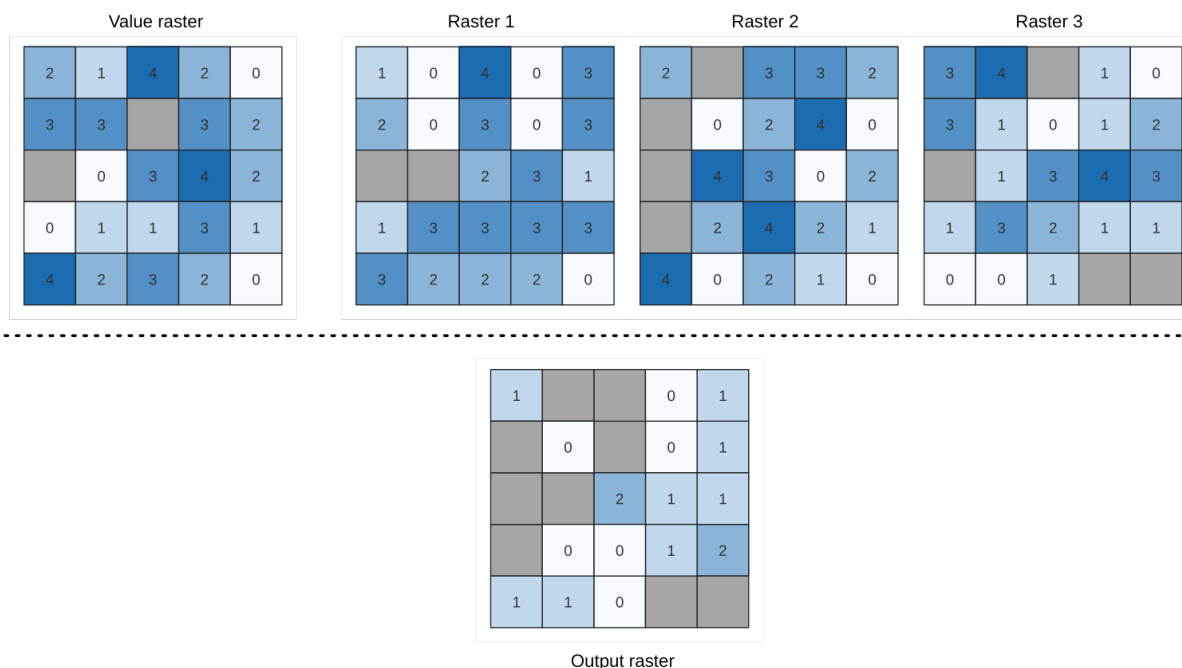 Value raster Raster 1 Raster 2 Raster 3
2 1 4 2 0 1 0 4 0 3 2 3 3 2 3 4 1 0
3 3 3 2 2 0 3 0 3 0 2 4 0 3 1 0 1 2
0 3 4 2 2 3 1 4 3 0 2 1 3 4 3
0 1 1 3 1 1 3 3 3 3 2 4 2 1 1 3 2 1 1
4 2 3 2 0 3 2 2 2 0 4 0 2 1 0 0 0 1
1 0 1
0 0 1
2 1 1
0 0 1 2
1 1 0
Output raster